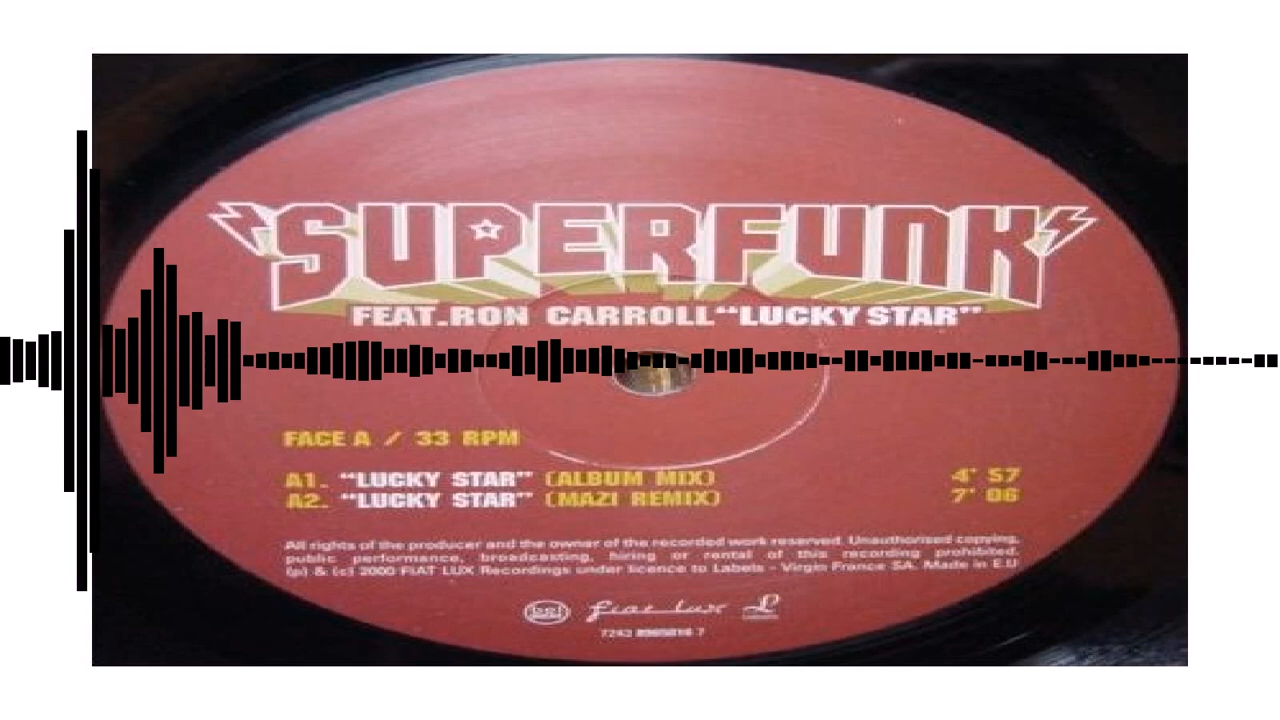 SUPERFUNK
FEAT.RON CARROLL“LUCKY STAR”
FACE A / 33 RPM
A1. “LUCKY STAR” (ALBUM MIX) 4' 57
A2. “LUCKY STAR” (MAZI REMIX) 7' 06
All rights of the producer and the owner of the recorded work reserved. Unauthorised copying,
public performance, broadcasting, hiring or rental of this recording prohibited.
(p) & (c) 2000 FIAT LUX Recordings under licence to Labels - Virgin France SA. Made in E.U
fiat lux
7243
7